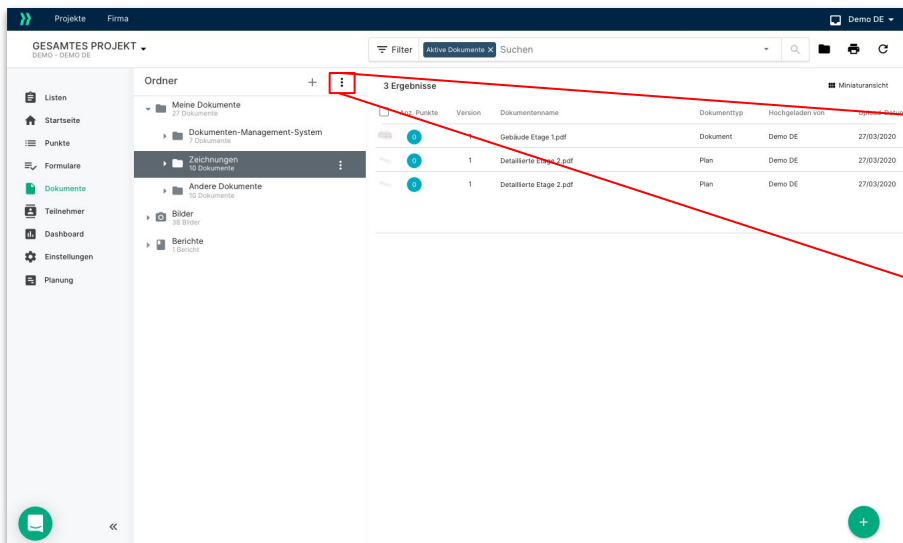 Projekte Firma Demo DE
GESAMTES PROJEKT
DEMO - DEMO DE
Filter Aktive Dokumente X Suchen
Ordner
3 Ergebnisse Miniaturansicht
Listen
Startseite
Punkte
Formulare
Dokumente
Teilnehmer
Dashboard
Einstellungen
Planung
Meine Dokumente
27 Dokumente
Dokumenten-Management-System
7 Dokumente
Zeichnungen
10 Dokumente
Andere Dokumente
10 Dokumente
Bilder
38 Bilder
Berichte
1 Bericht
Anz. Punkte Version Dokumentenname Dokumenttyp Hochgeladen von Upload-Datum
0 1 Gebäude Etage 1.pdf Dokument Demo DE 27/03/2020
0 1 Detaillierte Etage 2.pdf Plan Demo DE 27/03/2020
0 1 Detaillierte Etage 2.pdf Plan Demo DE 27/03/2020